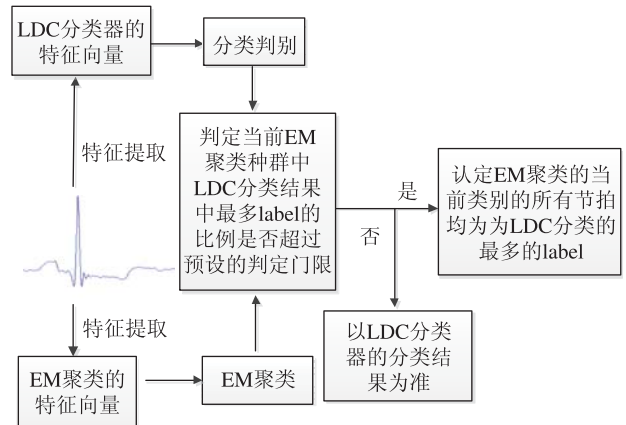 LDC分类器的
特征向量
分类判别
特征提取
判定当前EM
聚类种群中
LDC分类结果
中最多label的
比例是否超过
预设的判定门限
是
否
认定EM聚类的当
前类别的所有节拍
均为为LDC分类的
最多的label
特征提取
以LDC分类
器的分类结
果为准
EM聚类的
特征向量
EM聚类